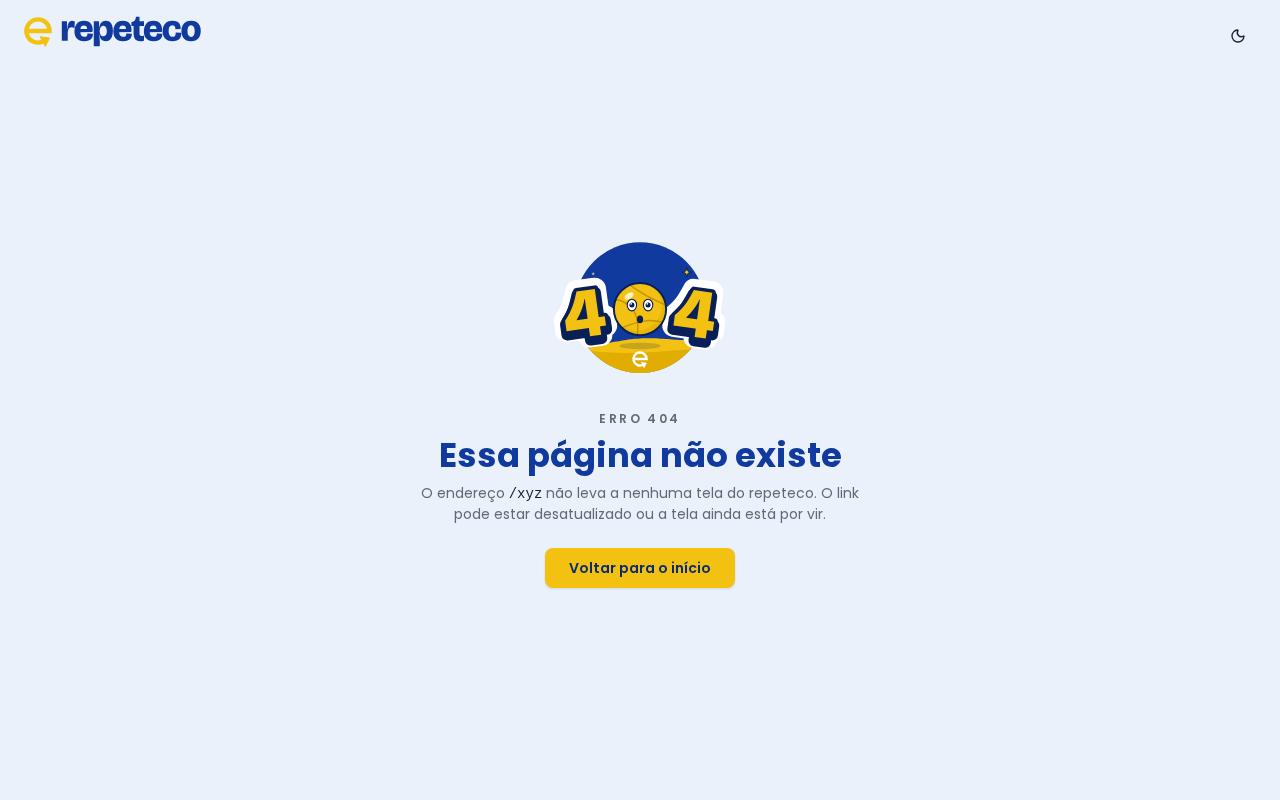 repeteco
404
ERRO 404
Essa página não existe
O endereço /xyz não leva a nenhuma tela do repeteco. O link
pode estar desatualizado ou a tela ainda está por vir.
Voltar para o início